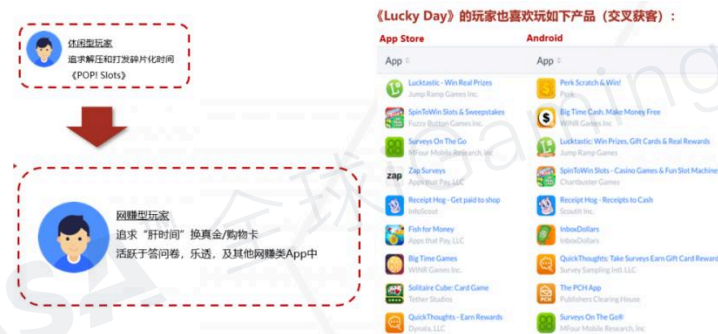 休闲型玩家
追求解压和打发碎片化时间
《POP! Slots》
网赚型玩家
追求“肝时间”换真金/购物卡
活跃于答问卷，乐透，及其他网赚类App中
《Lucky Day》的玩家也喜欢玩如下产品（交叉获客）：
App Store
App
Lucktastic - Win Real Prizes
Jump Ramp Games Inc.
SpinToWin Slots & Sweepstakes
Fuzzy Button Games Inc.
Surveys On The Go
MFour Mobile Research, Inc
zap
Zap Surveys
Apps that Pay, LLC
Receipt Hog - Get paid to shop
InfoScout
Fish for Money
Apps that Pay, LLC
Big Time Games
WINR Games Inc.
Solitaire Cube: Card Game
Tether Studios
QuickThoughts - Earn Rewards
Dynata, LLC
Android
App
Perk Scratch & Win!
Perk
Big Time Cash. Make Money Free
WINR Games Inc
Lucktastic: Win Prizes, Gift Cards & Real Rewards
Jump Ramp Games
SpinToWin Slots - Casino Games & Fun Slot Machine
Chartbuster Games
Receipt Hog - Receipts to Cash
Scoutit Inc.
InboxDollars
InboxDollars
QuickThoughts: Take Surveys Earn Gift Card Reward
Survey Sampling Intl. LLC
PCH
The PCH App
Publishers Clearing House
Surveys On The Go®
MFour Mobile Research, Inc.
全球
Gaming